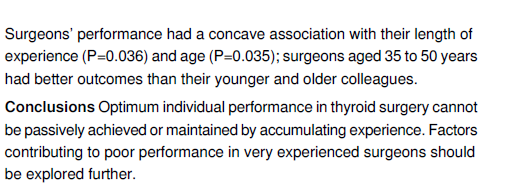 Surgeons’ performance had a concave association with their length of
experience (P=0.036) and age (P=0.035); surgeons aged 35 to 50 years
had better outcomes than their younger and older colleagues.
Conclusions Optimum individual performance in thyroid surgery cannot
be passively achieved or maintained by accumulating experience. Factors
contributing to poor performance in very experienced surgeons should
be explored further.